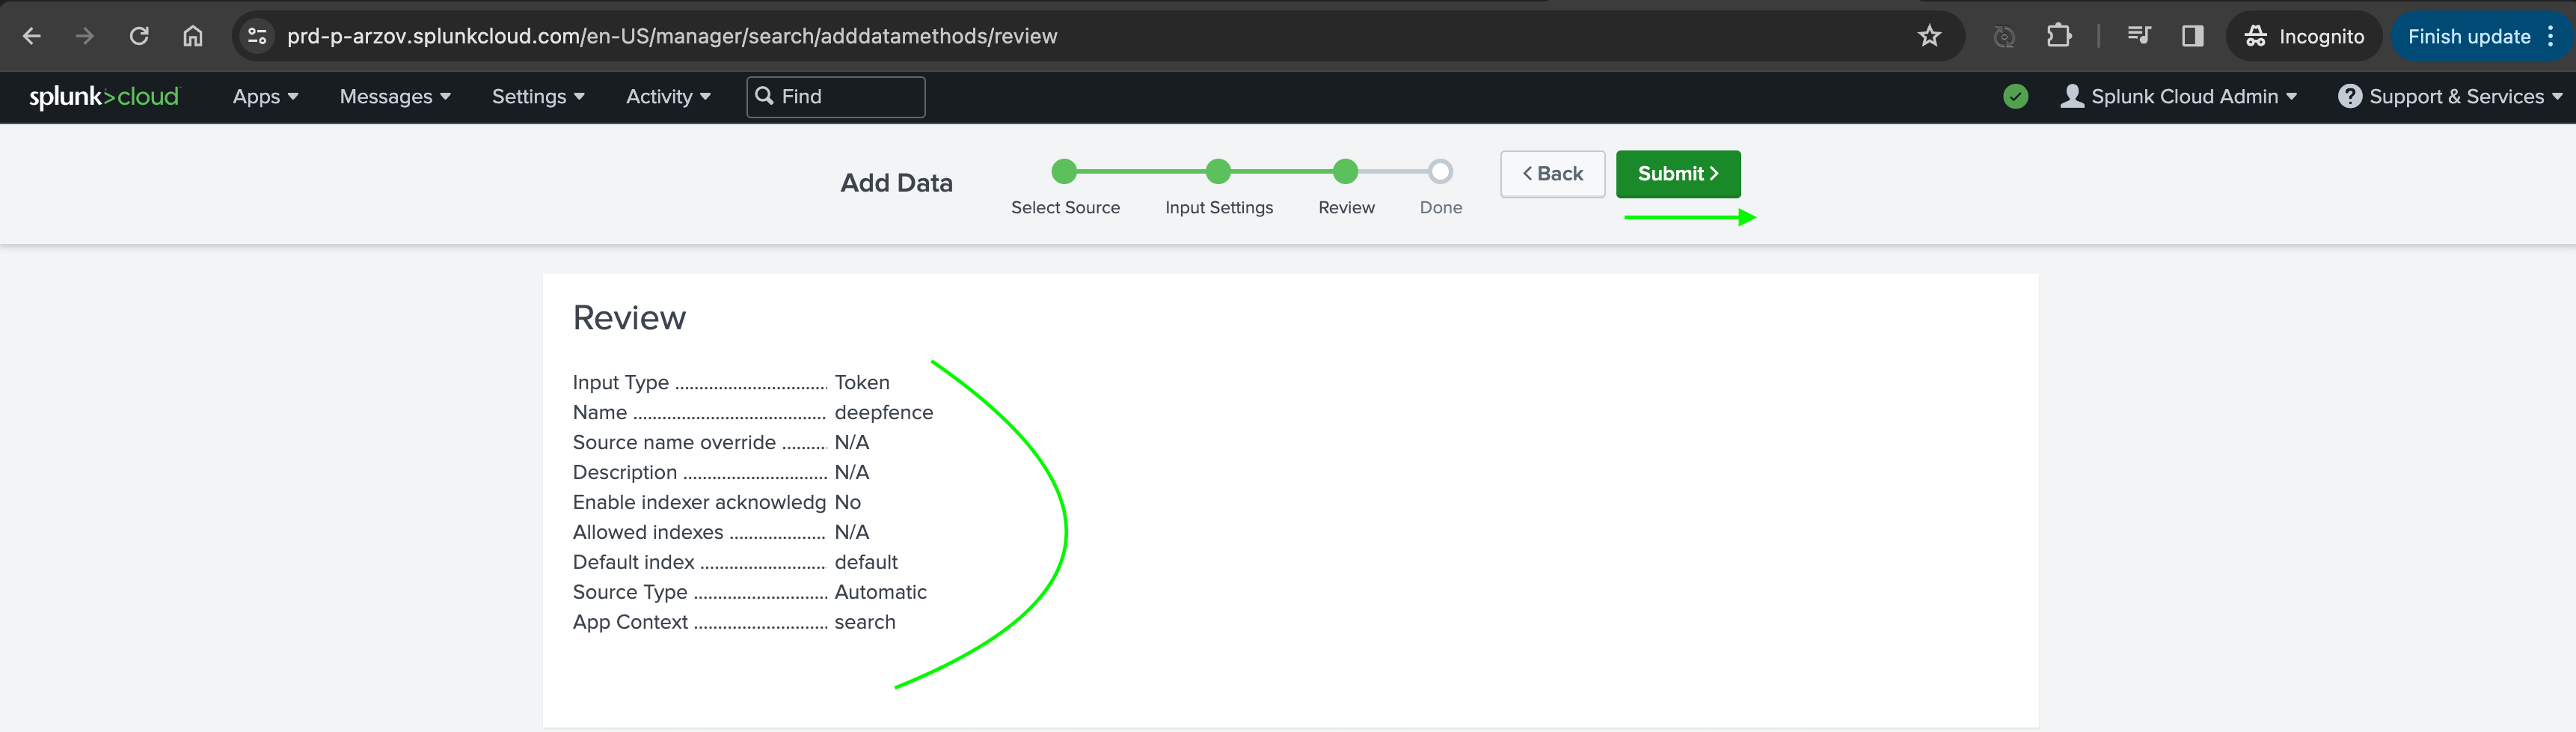 prd-p-arzov.splunkcloud.com/en-US/manager/search/adddatamethods/review
Incognito
Finish update
splunk>cloud
Apps
Messages
Settings
Activity
Find
Splunk Cloud Admin
Support & Services
Add Data
Select Source
Input Settings
Review
Done
< Back
Submit >
Review
Input Type ................................ Token
Name ........................................ deepfence
Source name override ......... N/A
Description .............................. N/A
Enable indexer acknowledg No
Allowed indexes .................... N/A
Default index .......................... default
Source Type ............................ Automatic
App Context ............................ search